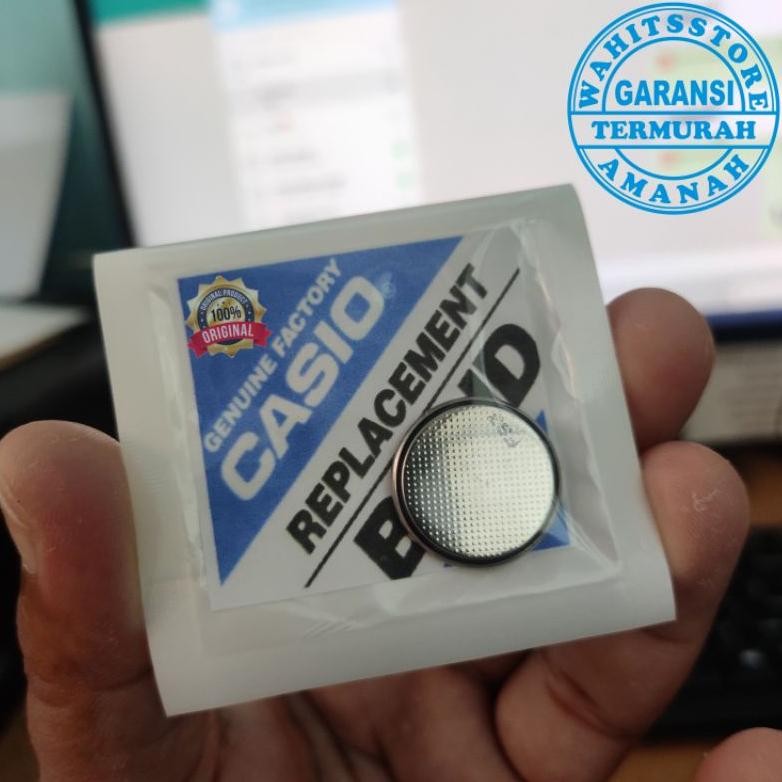 WAHITSSTORE
GARANSI
TERMURAH
AMANAH
ORIGINAL PRODUCT
100%
ORIGINAL
GENUINE FACTORY
CASIO®
REPLACEMENT